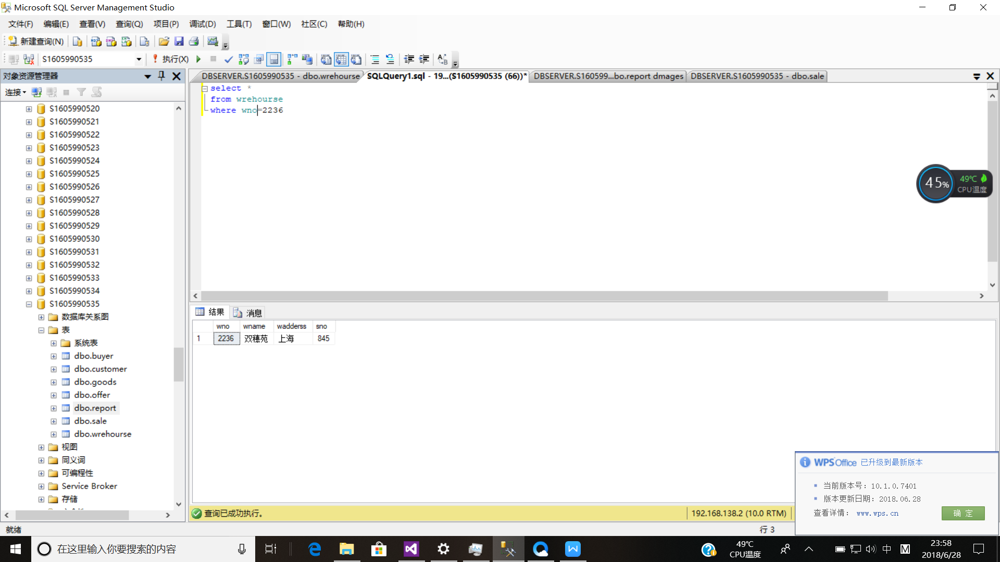 Microsoft SQL Server Management Studio
文件(F) 编辑(E) 查看(V) 查询(Q) 项目(P) 调试(D) 工具(T) 窗口(W) 社区(C) 帮助(H)
新建查询(N)
S1605990535 执行(X)
对象资源管理器
连接
S1605990520
S1605990521
S1605990522
S1605990523
S1605990524
S1605990525
S1605990526
S1605990527
S1605990528
S1605990529
S1605990530
S1605990531
S1605990532
S1605990533
S1605990534
S1605990535
数据库关系图
表
系统表
dbo.buyer
dbo.customer
dbo.goods
dbo.offer
dbo.report
dbo.sale
dbo.wrehourse
视图
同义词
可编程性
Service Broker
存储
DBSERVER.S1605990535 - dbo.wrehourse SQLQuery1.sql - 19...(S1605990535 (66))* DBSERVER.S160599...bo.report dmages DBSERVER.S1605990535 - dbo.sale
select *
from wrehourse
where wno=2236
45% 49℃
CPU温度
结果 消息
wno wname wadderss sno
1 2236 双穗苑 上海 845
查询已成功执行。 192.168.138.2 (10.0 RTM)
WPS Office 已升级到最新版本
当前版本号：10.1.0.7401
版本更新日期：2018.06.28
查看详情：www.wps.cn 确 定
就绪 行 3
在这里输入你要搜索的内容
49℃
CPU温度
中 M
23:58
2018/6/28